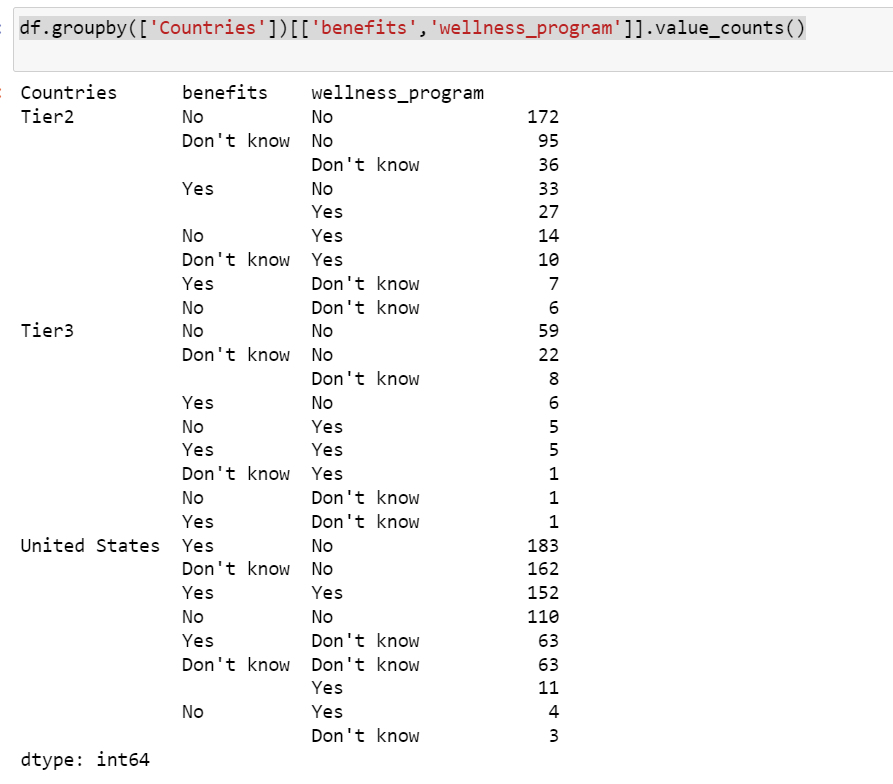 df.groupby(['Countries'])[['benefits','wellness_program']].value_counts()
Countries benefits wellness_program
Tier2 No No 172
Don't know No 95
Don't know 36
Yes No 33
Yes 27
No Yes 14
Don't know Yes 10
Yes Don't know 7
No Don't know 6
Tier3 No No 59
Don't know No 22
Don't know 8
Yes No 6
No Yes 5
Yes Yes 5
Don't know Yes 1
No Don't know 1
Yes Don't know 1
United States Yes No 183
Don't know No 162
Yes Yes 152
No No 110
Yes Don't know 63
Don't know Don't know 63
Yes 11
No Yes 4
Don't know 3
dtype: int64